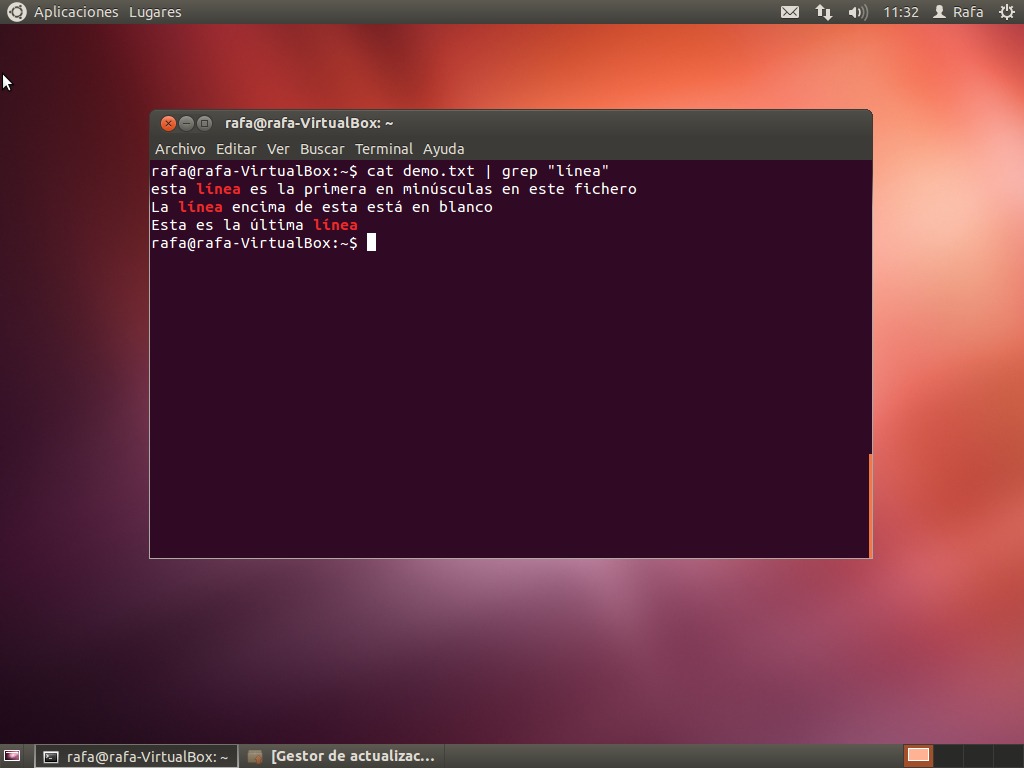 Aplicaciones Lugares 11:32 Rafa
rafa@rafa-VirtualBox: ~
Archivo Editar Ver Buscar Terminal Ayuda
rafa@rafa-VirtualBox:~$ cat demo.txt | grep "línea"
esta línea es la primera en minúsculas en este fichero
La línea encima de esta está en blanco
Esta es la última línea
rafa@rafa-VirtualBox:~$
rafa@rafa-VirtualBox: ~ [Gestor de actualizac...